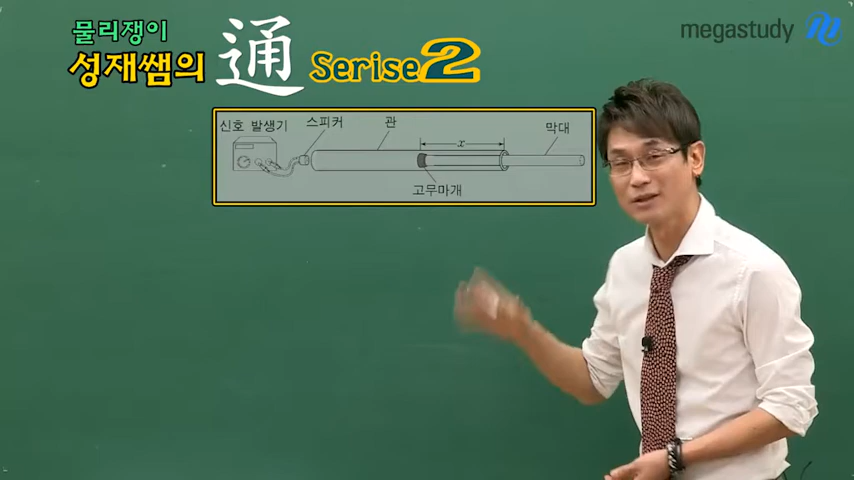 물리쟁이
성재쌤의 通 Serise2
megastudy
신호 발생기
스피커
관
x
막대
고무마개